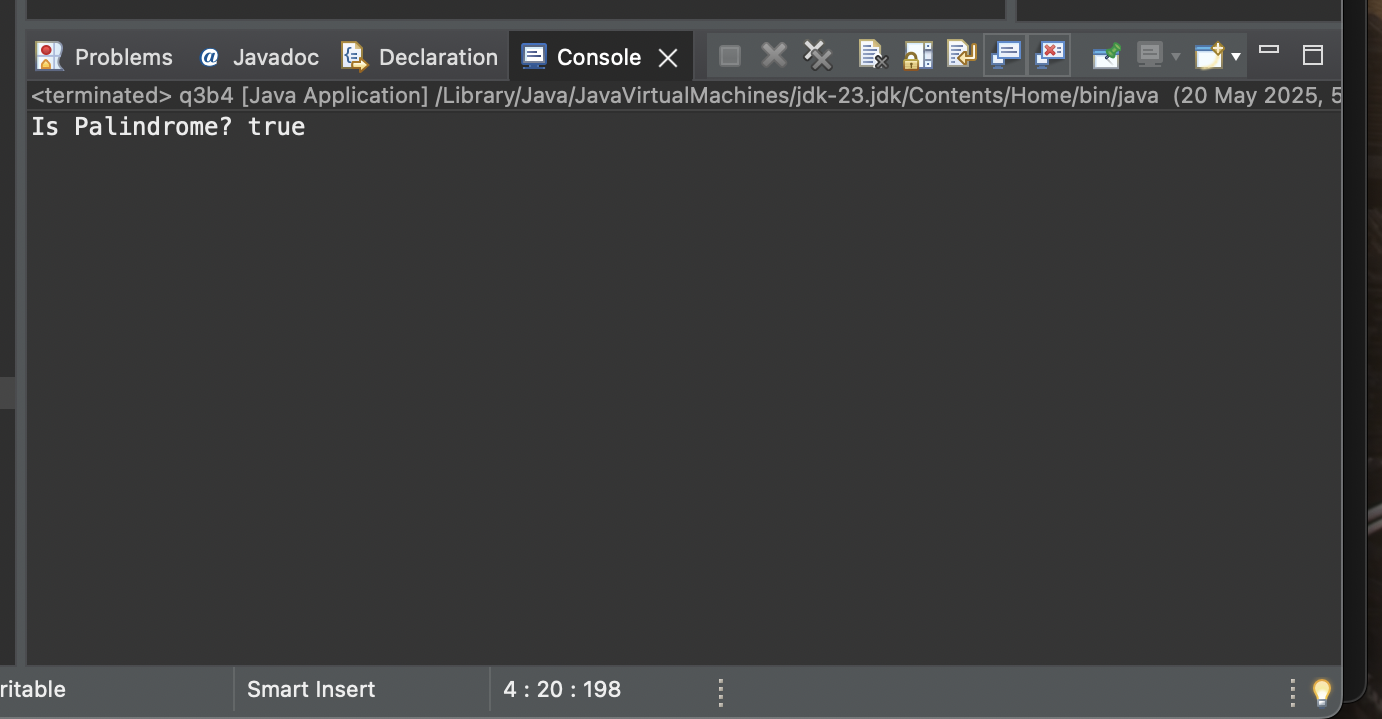 Problems @ Javadoc Declaration Console
<terminated> q3b4 [Java Application] /Library/Java/JavaVirtualMachines/jdk-23.jdk/Contents/Home/bin/java (20 May 2025, 5
Is Palindrome? true
ritable Smart Insert 4 : 20 : 198